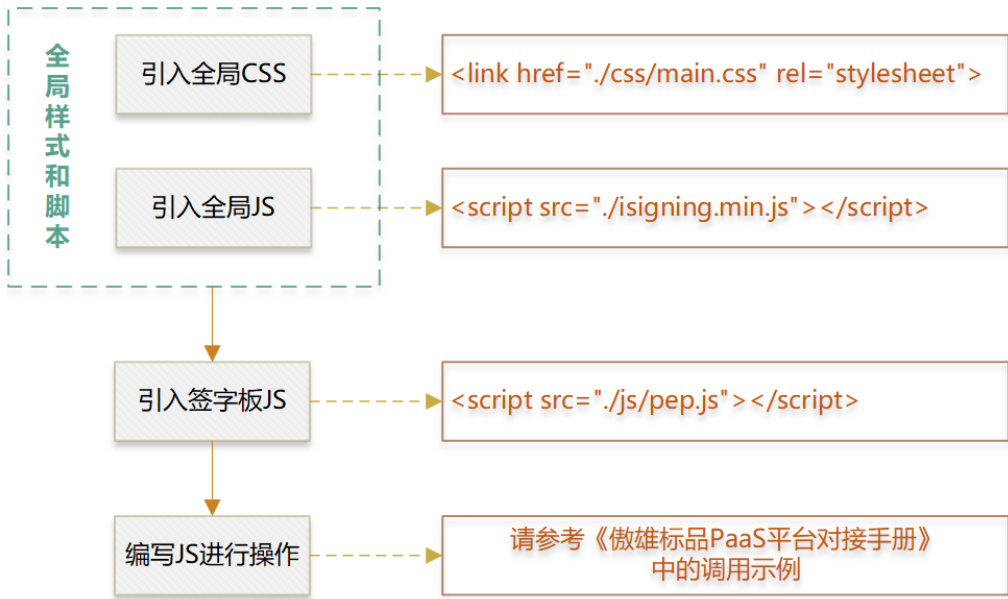 全局样式和脚本
引入全局CSS
<link href="./css/main.css" rel="stylesheet">
引入全局JS
<script src="./isigning.min.js"></script>
引入签字板JS
<script src="./js/pep.js"></script>
编写JS进行操作
请参考《傲雄标品PaaS平台对接手册》
中的调用示例